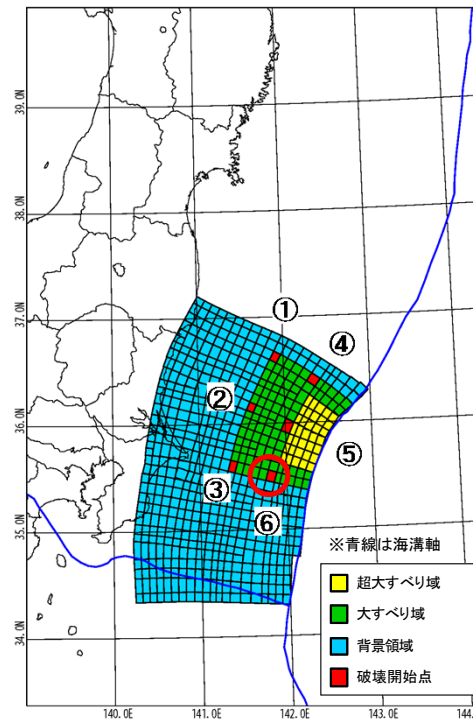 39.0N
38.0N
37.0N
36.0N
35.0N
34.0N
①
④
②
⑤
③
⑥
※青線は海溝軸
超大すべり域
大すべり域
背景領域
破壊開始点
140.0E
141.0E
142.0E
143.0E
144.